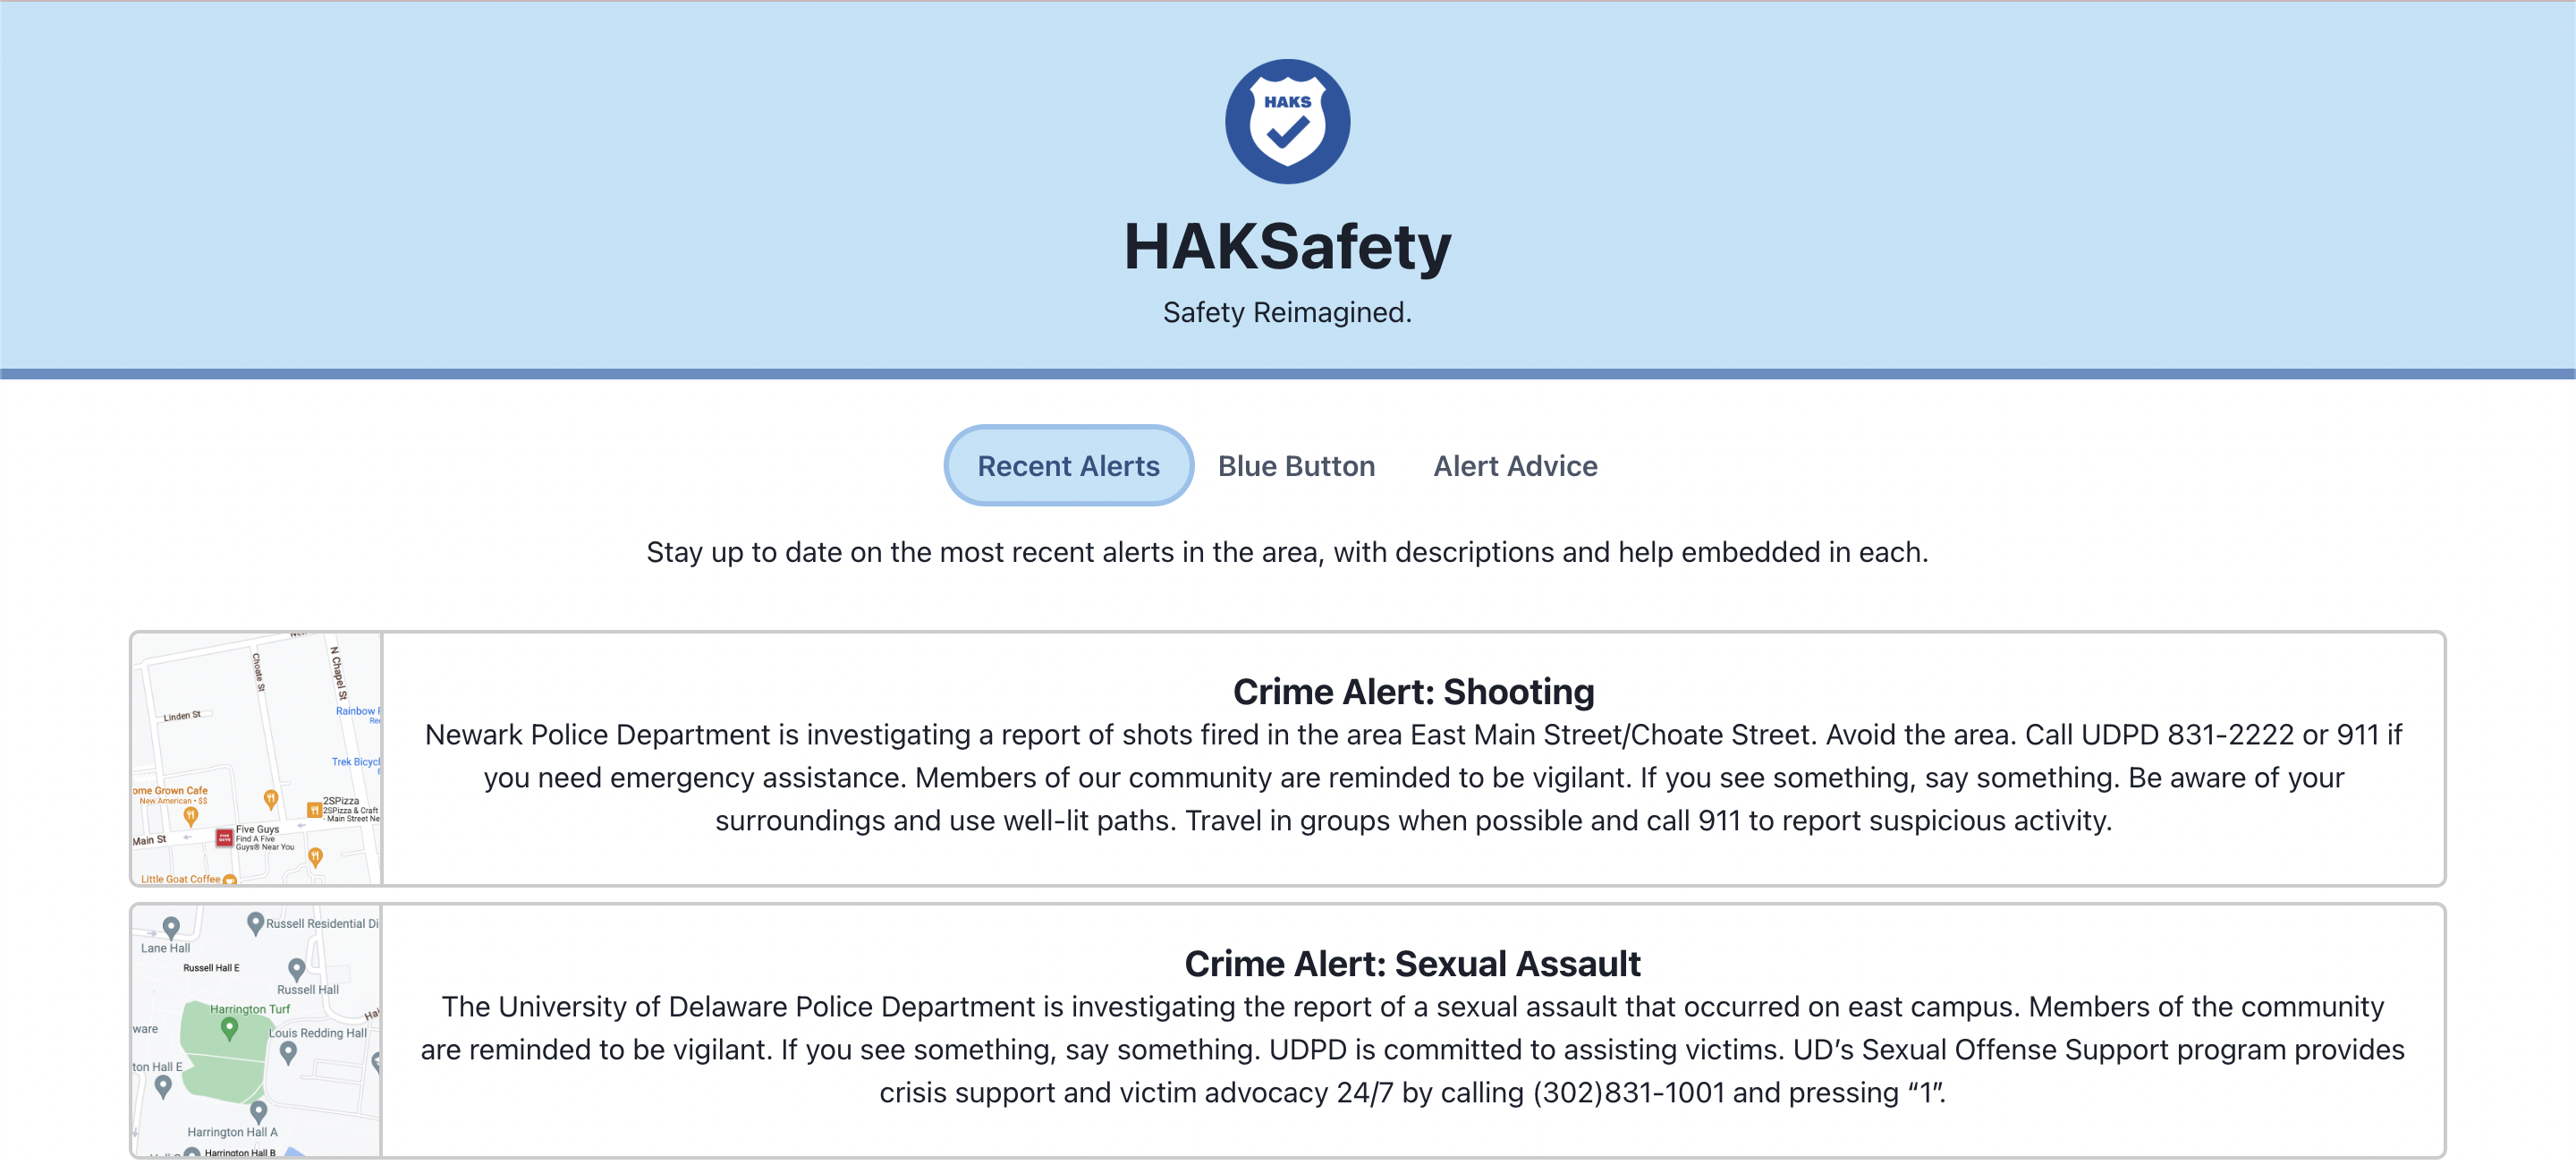 HAKS
HAKSafety
Safety Reimagined.
Recent Alerts
Blue Button
Alert Advice
Stay up to date on the most recent alerts in the area, with descriptions and help embedded in each.
Linden St
Choate St
N Chapel St
Rainbow
Trek Bicycl
ome Grown Cafe
New American • $$
2SPizza
2SPizza & Craft
- Main Street Ne
Five Guys
Find A Five
Guys® Near You
Main St
Little Goat Coffee
Crime Alert: Shooting
Newark Police Department is investigating a report of shots fired in the area East Main Street/Choate Street. Avoid the area. Call UDPD 831-2222 or 911 if
you need emergency assistance. Members of our community are reminded to be vigilant. If you see something, say something. Be aware of your
surroundings and use well-lit paths. Travel in groups when possible and call 911 to report suspicious activity.
Russell Residential Di
Lane Hall
Russell Hall E
Russell Hall
Harrington Turf
ware
Louis Redding Hall
ton Hall E
Harrington Hall A
Harrington Hall B
Crime Alert: Sexual Assault
The University of Delaware Police Department is investigating the report of a sexual assault that occurred on east campus. Members of the community
are reminded to be vigilant. If you see something, say something. UDPD is committed to assisting victims. UD’s Sexual Offense Support program provides
crisis support and victim advocacy 24/7 by calling (302)831-1001 and pressing “1”.